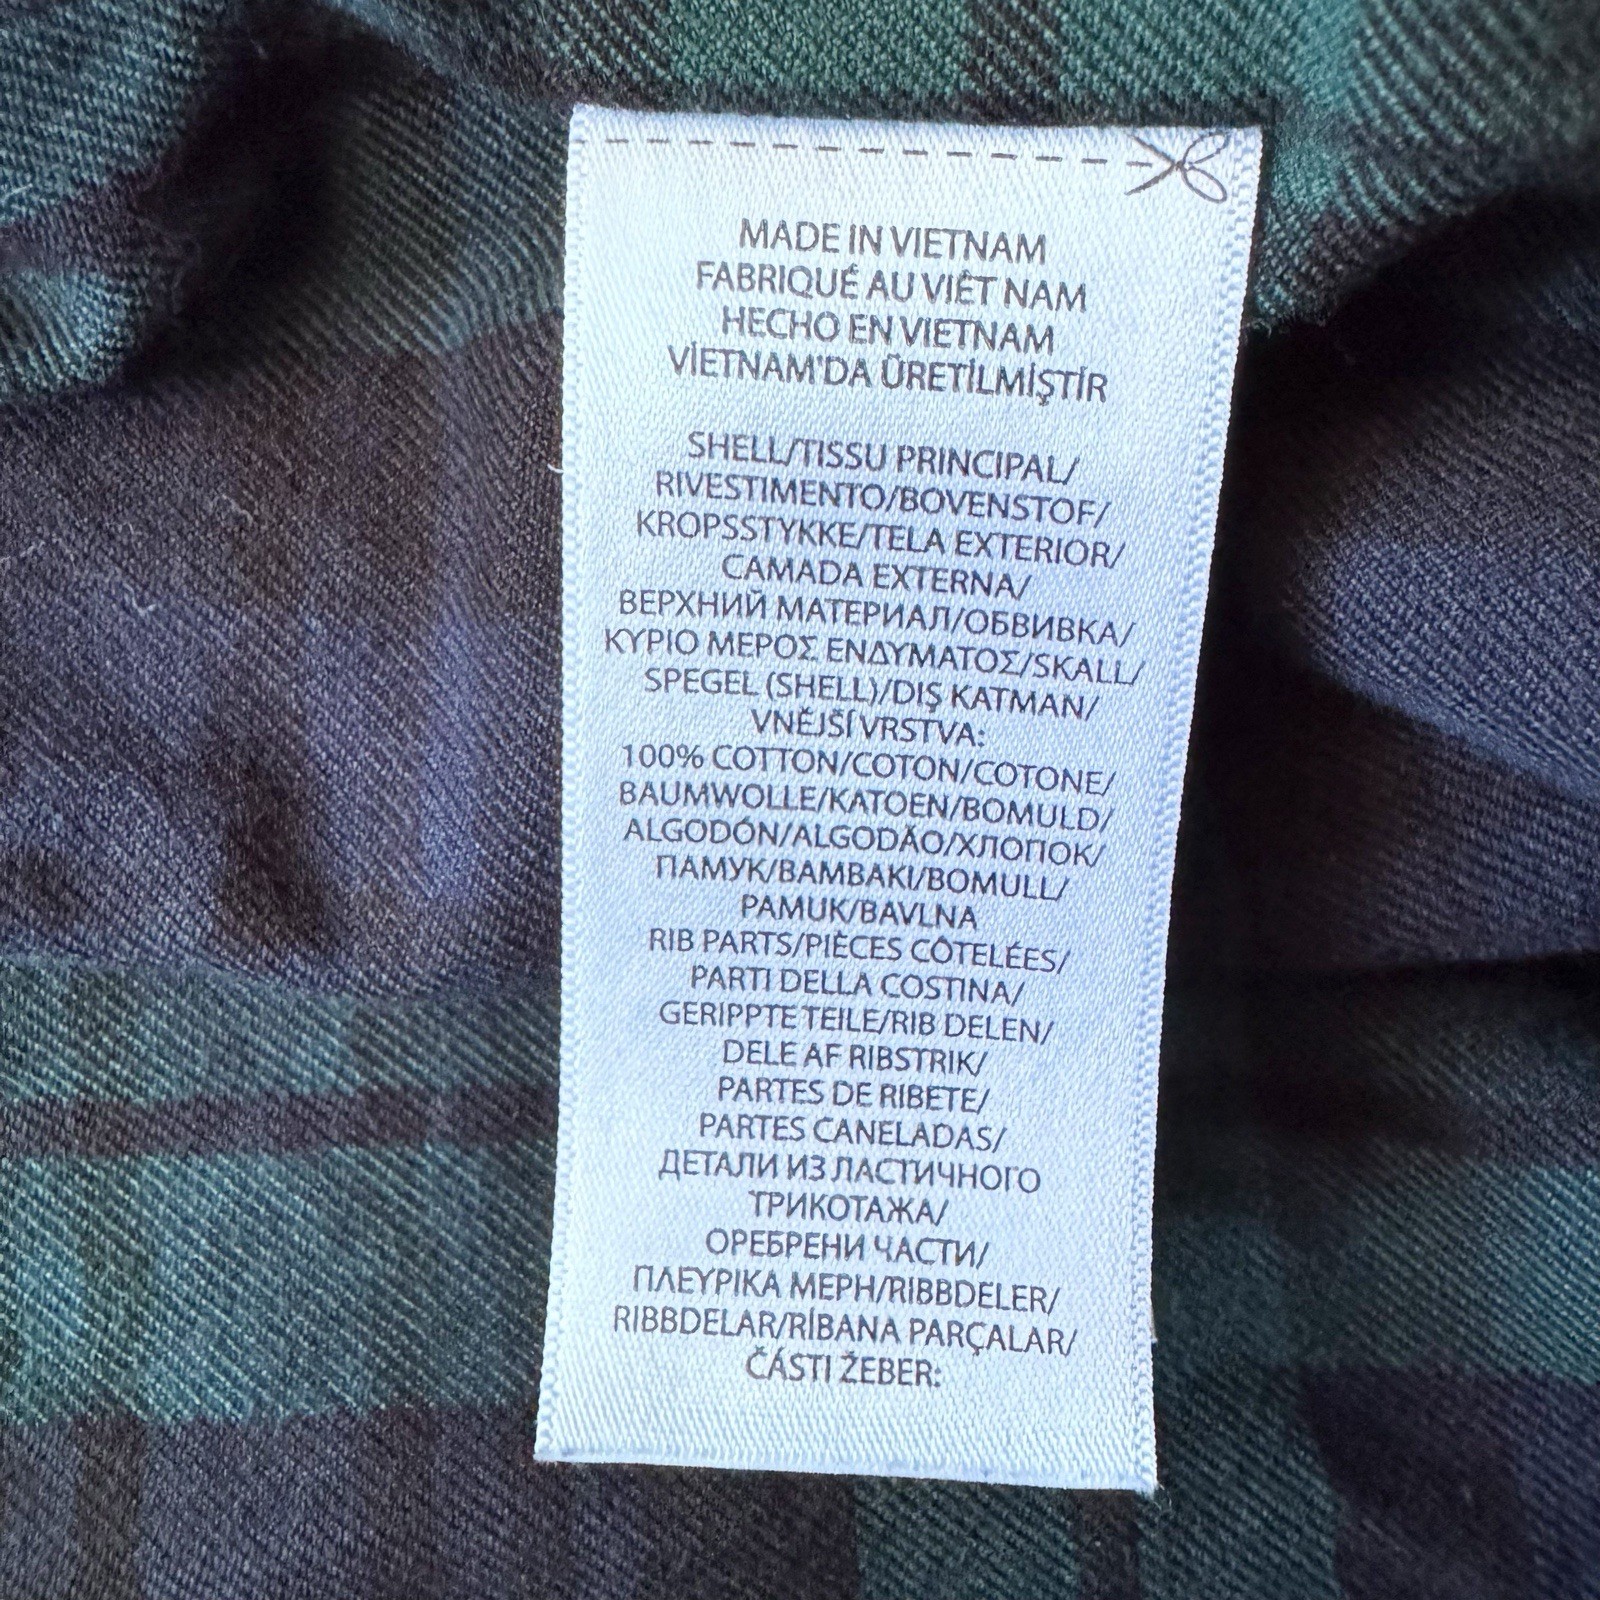 MADE IN VIETNAM
FABRIQUÉ AU VIÊT NAM
HECHO EN VIETNAM
VİETNAM'DA ÜRETİLMİŞTİR
SHELL/TISSU PRINCIPAL/
RIVESTIMENTO/BOVENSTOF/
KROPSSTYKKE/TELA EXTERIOR/
CAMADA EXTERNA/
ВЕРХНИЙ МАТЕРИАЛ/ОБВИВКА/
ΚΥΡΙΟ ΜΕΡΟΣ ΕΝΔΥΜΑΤΟΣ/SKALL/
SPEGEL (SHELL)/DIŞ KATMAN/
VNĚJŠÍ VRSTVA:
100% COTTON/COTON/COTONE/
BAUMWOLLE/KATOEN/BOMULD/
ALGODÓN/ALGODÃO/ХЛОПОК/
ПАМУК/BAMBAKI/BOMULL/
PAMUK/BAVLNA
RIB PARTS/PIÈCES CÔTELÉES/
PARTI DELLA COSTINA/
GERIPPTE TEILE/RIB DELEN/
DELE AF RIBSTRIK/
PARTES DE RIBETE/
PARTES CANELADAS/
ДЕТАЛИ ИЗ ЛАСТИЧНОГО
ТРИКОТАЖА/
ОРЕБРЕНИ ЧАСТИ/
ΠΛΕΥΡΙΚΑ ΜΕΡΗ/RIBBDELER/
RIBBDELAR/RİBANA PARÇALAR/
ČÁSTI ŽEBER: